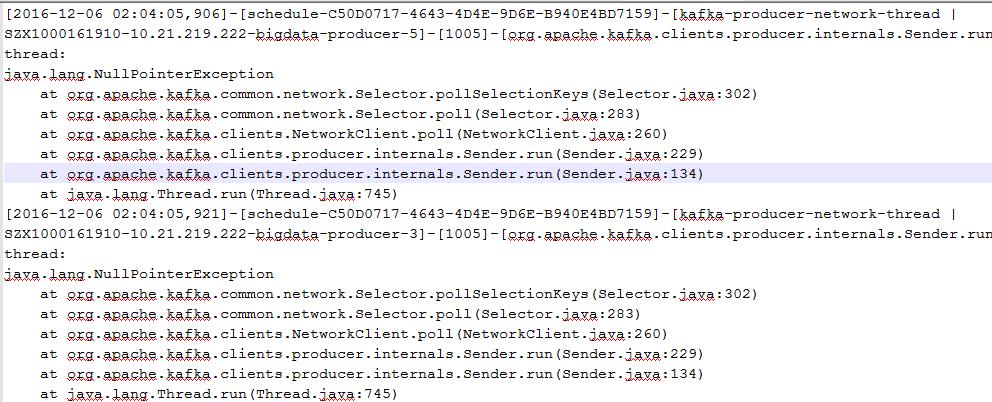 [2016-12-06 02:04:05,906]-[schedule-C50D0717-4643-4D4E-9D6E-B940E4BD7159]-[kafka-producer-network-thread |
SZX1000161910-10.21.219.222-bigdata-producer-5]-[1005]-[org.apache.kafka.clients.producer.internals.Sender.run
thread:
java.lang.NullPointerException
    at org.apache.kafka.common.network.Selector.pollSelectionKeys(Selector.java:302)
    at org.apache.kafka.common.network.Selector.poll(Selector.java:283)
    at org.apache.kafka.clients.NetworkClient.poll(NetworkClient.java:260)
    at org.apache.kafka.clients.producer.internals.Sender.run(Sender.java:229)
    at org.apache.kafka.clients.producer.internals.Sender.run(Sender.java:134)
    at java.lang.Thread.run(Thread.java:745)
[2016-12-06 02:04:05,921]-[schedule-C50D0717-4643-4D4E-9D6E-B940E4BD7159]-[kafka-producer-network-thread |
SZX1000161910-10.21.219.222-bigdata-producer-3]-[1005]-[org.apache.kafka.clients.producer.internals.Sender.run
thread:
java.lang.NullPointerException
    at org.apache.kafka.common.network.Selector.pollSelectionKeys(Selector.java:302)
    at org.apache.kafka.common.network.Selector.poll(Selector.java:283)
    at org.apache.kafka.clients.NetworkClient.poll(NetworkClient.java:260)
    at org.apache.kafka.clients.producer.internals.Sender.run(Sender.java:229)
    at org.apache.kafka.clients.producer.internals.Sender.run(Sender.java:134)
    at java.lang.Thread.run(Thread.java:745)